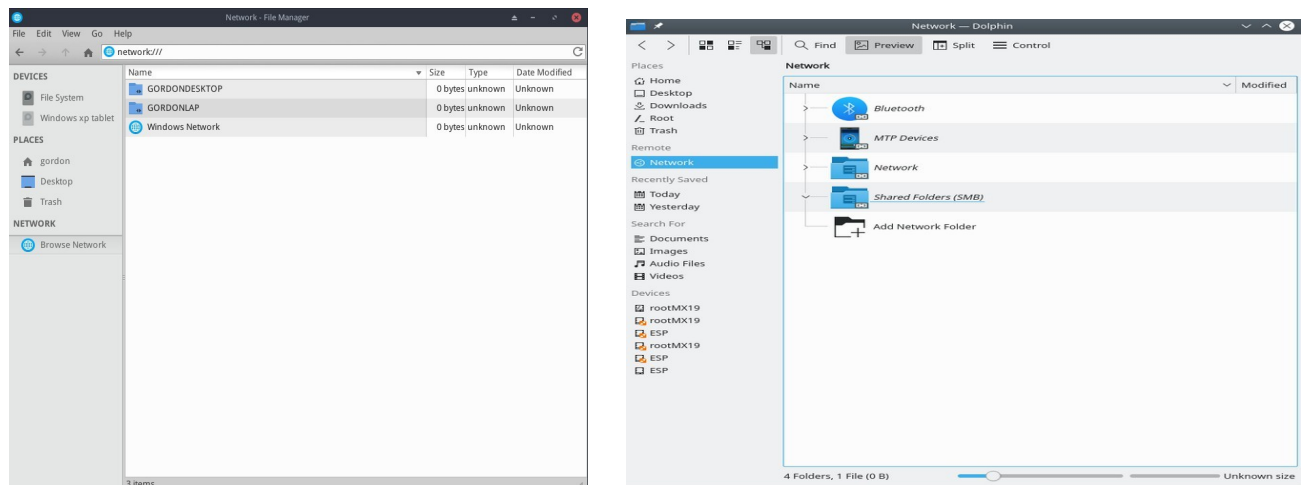 Network - File Manager
File Edit View Go Help
network:///
DEVICES
File System
Windows xp tablet
PLACES
gordon
Desktop
Trash
NETWORK
Browse Network
Name Size Type Date Modified
GORDONDESKTOP 0 bytes unknown Unknown
GORDONLAP 0 bytes unknown Unknown
Windows Network 0 bytes unknown Unknown
3 items
Network — Dolphin
Find Preview Split Control
Places
Home
Desktop
Downloads
Root
Trash
Remote
Network
Recently Saved
Today
Yesterday
Search For
Documents
Images
Audio Files
Videos
Devices
rootMX19
rootMX19
ESP
rootMX19
ESP
ESP
Network
Name Modified
Bluetooth
MTP Devices
Network
Shared Folders (SMB)
Add Network Folder
4 Folders, 1 File (0 B) Unknown size